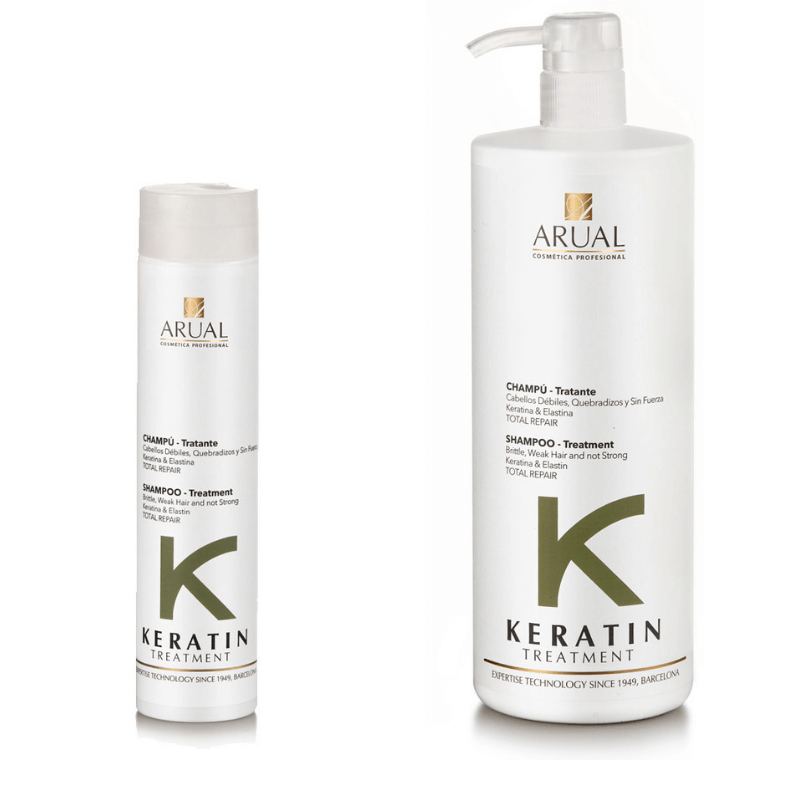 ARUAL
COSMÉTICA PROFESIONAL
CHAMPÚ - Tratante
Cabellos Débiles, Quebradizos y Sin Fuerza
Keratina & Elastina
TOTAL REPAIR
SHAMPOO - Treatment
Brittle, Weak Hair and not Strong
Keratina & Elastin
TOTAL REPAIR
K
KERATIN
TREATMENT
EXPERTISE TECHNOLOGY SINCE 1949, BARCELONA
ARUAL
COSMÉTICA PROFESIONAL
CHAMPÚ - Tratante
Cabellos Débiles, Quebradizos y Sin Fuerza
Keratina & Elastina
TOTAL REPAIR
SHAMPOO - Treatment
Brittle, Weak Hair and not Strong
Keratina & Elastin
TOTAL REPAIR
K
KERATIN
TREATMENT
EXPERTISE TECHNOLOGY SINCE 1949, BARCELONA